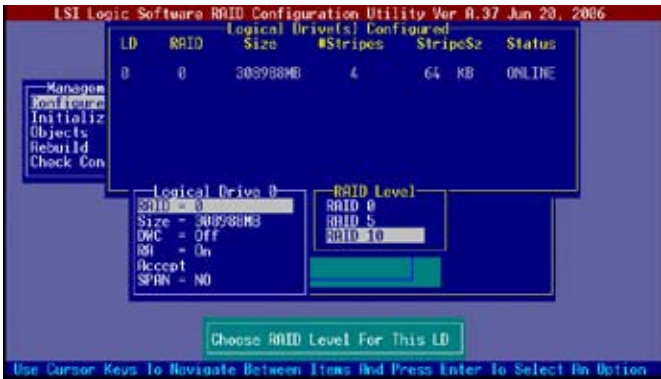 LSI Logic Software RAID Configuration Utility Ver A.37 Jun 20, 2006
Logical Drive(s) Configured
LD RAID Size #Stripes StripeSz Status
0 0 308988MB 4 64 KB ONLINE
Managem
Configure
Initializ
Objects
Rebuild
Check Con
Logical Drive 0
RAID = 0
Size = 308988MB
DWC = Off
RA = On
Accept
SPAN = NO
RAID Level
RAID 0
RAID 5
RAID 10
Choose RAID Level For This LD
Use Cursor Keys To Navigate Between Items And Press Enter To Select An Option